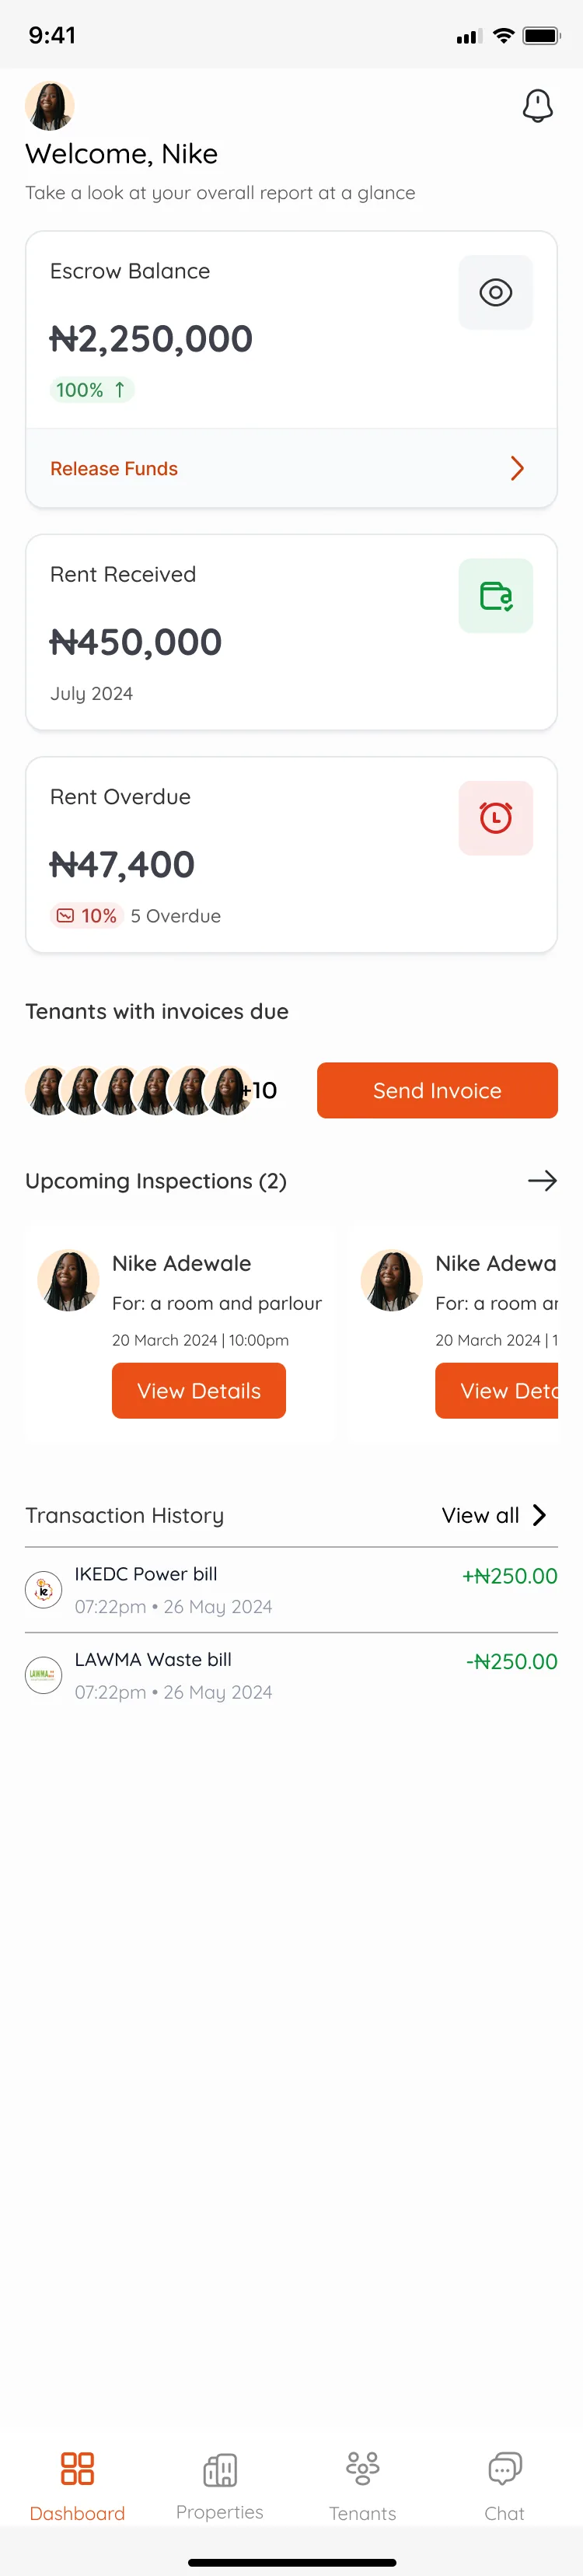 9:41
Welcome, Nike
Take a look at your overall report at a glance
Escrow Balance
₦2,250,000
100% ↑
Release Funds
Rent Received
₦450,000
July 2024
Rent Overdue
₦47,400
10% 5 Overdue
Tenants with invoices due
+10
Send Invoice
Upcoming Inspections (2)
Nike Adewale
For: a room and parlour
20 March 2024 | 10:00pm
View Details
Nike Adewa
For: a room ar
20 March 2024 | 1
View Deta
Transaction History
View all
IKEDC Power bill
+₦250.00
07:22pm • 26 May 2024
ie
LAWMA Waste bill
-₦250.00
07:22pm • 26 May 2024
LAWMA
Dashboard
Properties
Tenants
Chat